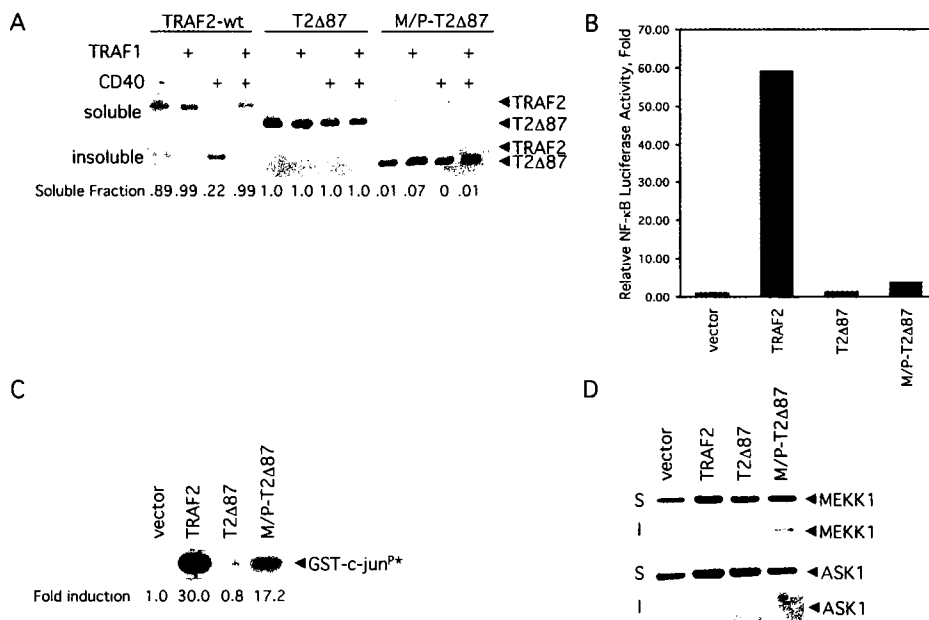 A
TRAF2-wt T2Δ87 M/P-T2Δ87
TRAF1 + + + + + +
CD40 - + + + + + +
soluble
◄TRAF2
◄T2Δ87
insoluble
◄TRAF2
◄T2Δ87
Soluble Fraction .89 .99 .22 .99 1.0 1.0 1.0 1.0 .01 .07 0 .01
B
Relative NF-κB Luciferase Activity, Fold
70.00
60.00
50.00
40.00
30.00
20.00
10.00
0.00
vector
TRAF2
T2Δ87
M/P-T2Δ87
C
vector
TRAF2
T2Δ87
M/P-T2Δ87
◄GST-c-junP*
Fold induction 1.0 30.0 0.8 17.2
D
vector
TRAF2
T2Δ87
M/P-T2Δ87
S ◄MEKK1
I ◄MEKK1
S ◄ASK1
I ◄ASK1